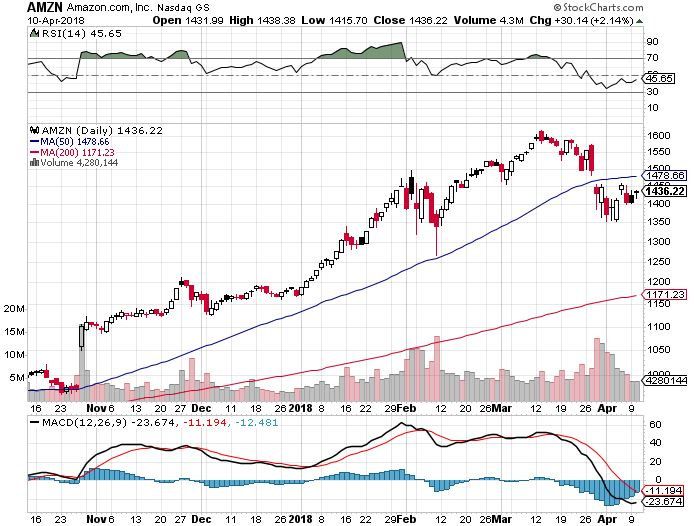 AMZN Amazon.com, Inc. Nasdaq GS © StockCharts.com
10-Apr-2018 Open 1431.99 High 1438.38 Low 1415.70 Close 1436.22 Volume 4.3M Chg +30.14 (+2.14%)
RSI(14) 45.65
90
70
50
45.65
30
10
AMZN (Daily) 1436.22
MA(50) 1478.66
MA(200) 1171.23
Volume 4,280,144
1600
1550
1500
1478.66
1450
1436.22
1400
1350
1300
1250
1200
1171.23
1150
1100
1050
1000
4280144
20M
15M
10M
5M
16 23 Nov 6 13 20 27 Dec 11 18 26 2018 8 16 22 29 Feb 12 20 26 Mar 12 19 26 Apr 9
MACD(12,26,9) -23.674, -11.194, -12.481
60
40
20
0
-11.194
-23.674
16 23 Nov 6 13 20 27 Dec 11 18 26 2018 8 16 22 29 Feb 12 20 26 Mar 12 19 26 Apr 9